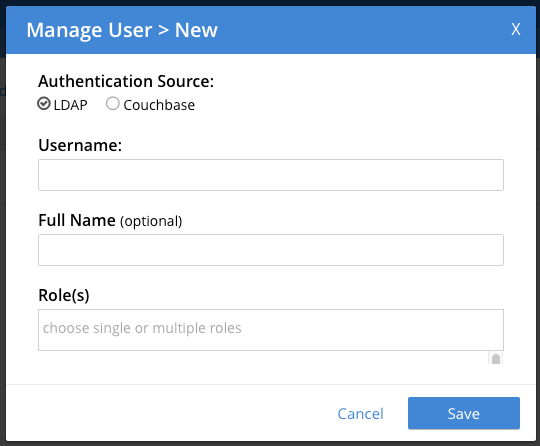 Manage User > New X
Authentication Source:
LDAP Couchbase
Username:
Full Name (optional)
Role(s)
choose single or multiple roles
Cancel Save